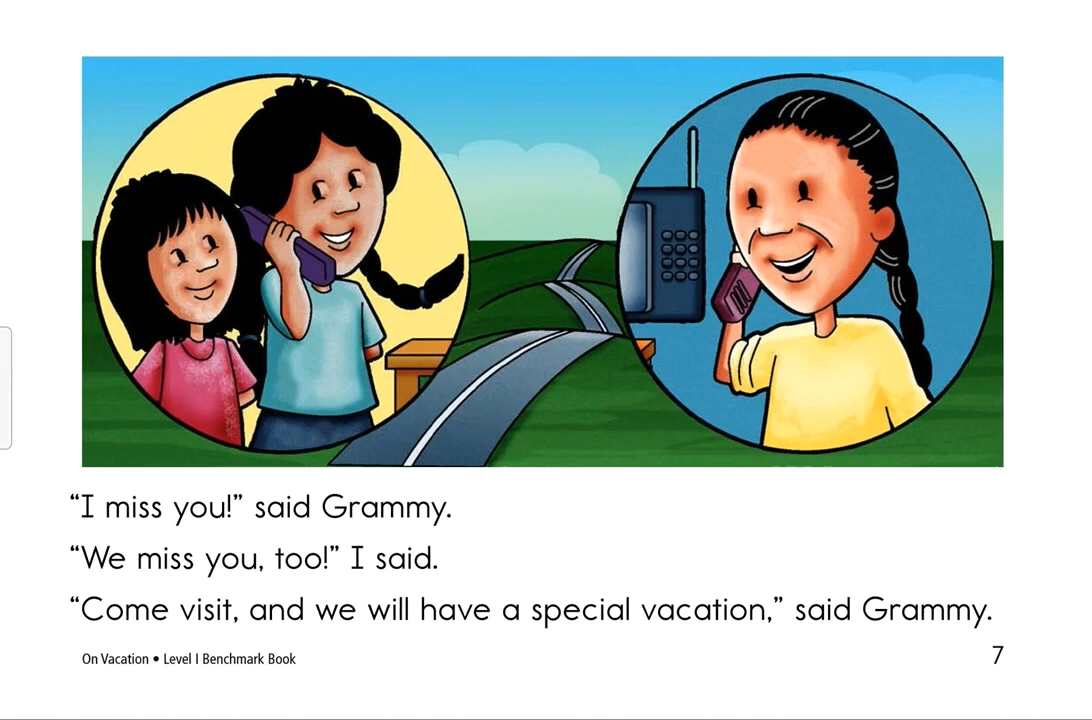 “I miss you!” said Grammy.
“We miss you, too!” I said.
“Come visit, and we will have a special vacation,” said Grammy.
On Vacation • Level I Benchmark Book
7